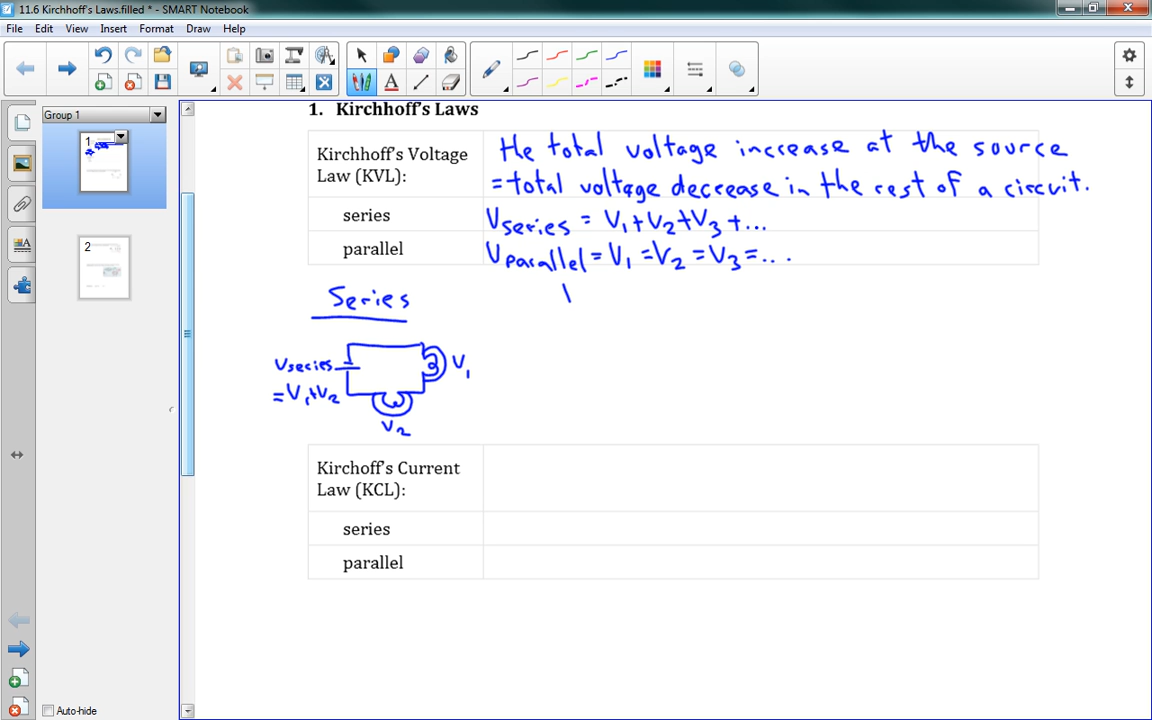 11.6 Kirchhoff's Laws.filled * - SMART Notebook
File Edit View Insert Format Draw Help
Group 1
1
2
Auto-hide
1. Kirchhoff's Laws
Kirchhoff's Voltage Law (KVL):
the total voltage increase at the source
=total voltage decrease in the rest of a circuit.
series
Vseries = V1+V2+V3+...
parallel
Vparallel=V1=V2=V3=...
Series
Vseries
=V1+V2
V1
V2
Kirchoff's Current
Law (KCL):
series
parallel